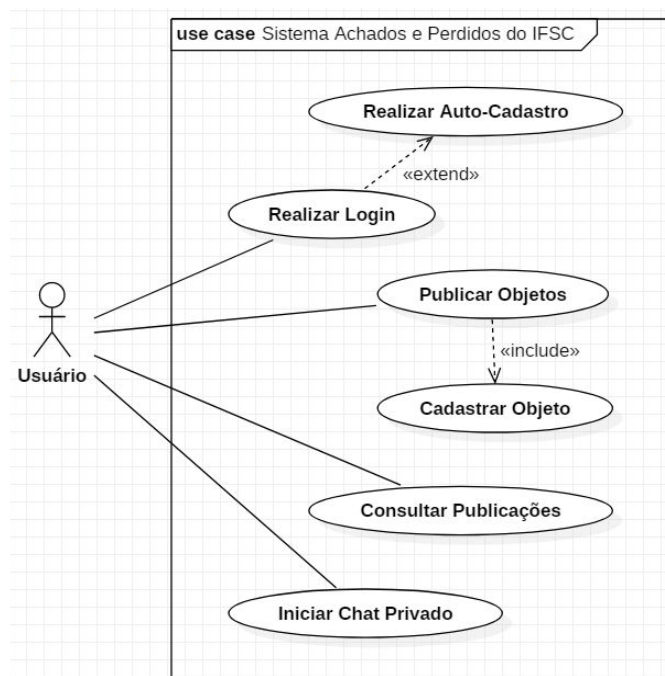 use case Sistema Achados e Perdidos do IFSC
Realizar Auto-Cadastro
«extend»
Realizar Login
Publicar Objetos
«include»
Usuário
Cadastrar Objeto
Consultar Publicações
Iniciar Chat Privado